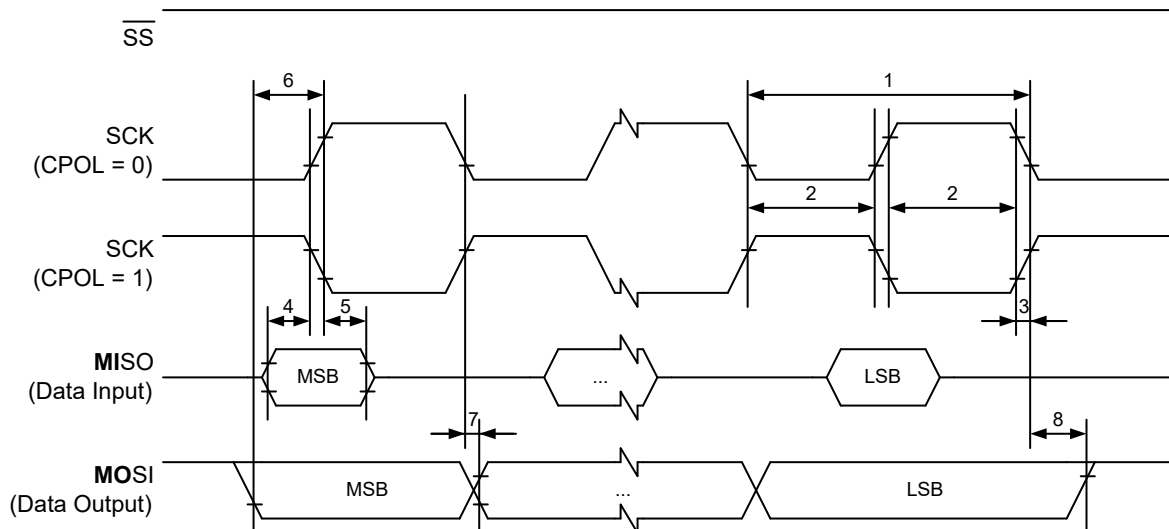 SS
6
1
SCK
(CPOL = 0)
2
2
SCK
(CPOL = 1)
4
5
3
MISO
(Data Input)
MSB
...
LSB
7
8
MOSI
(Data Output)
MSB
...
LSB